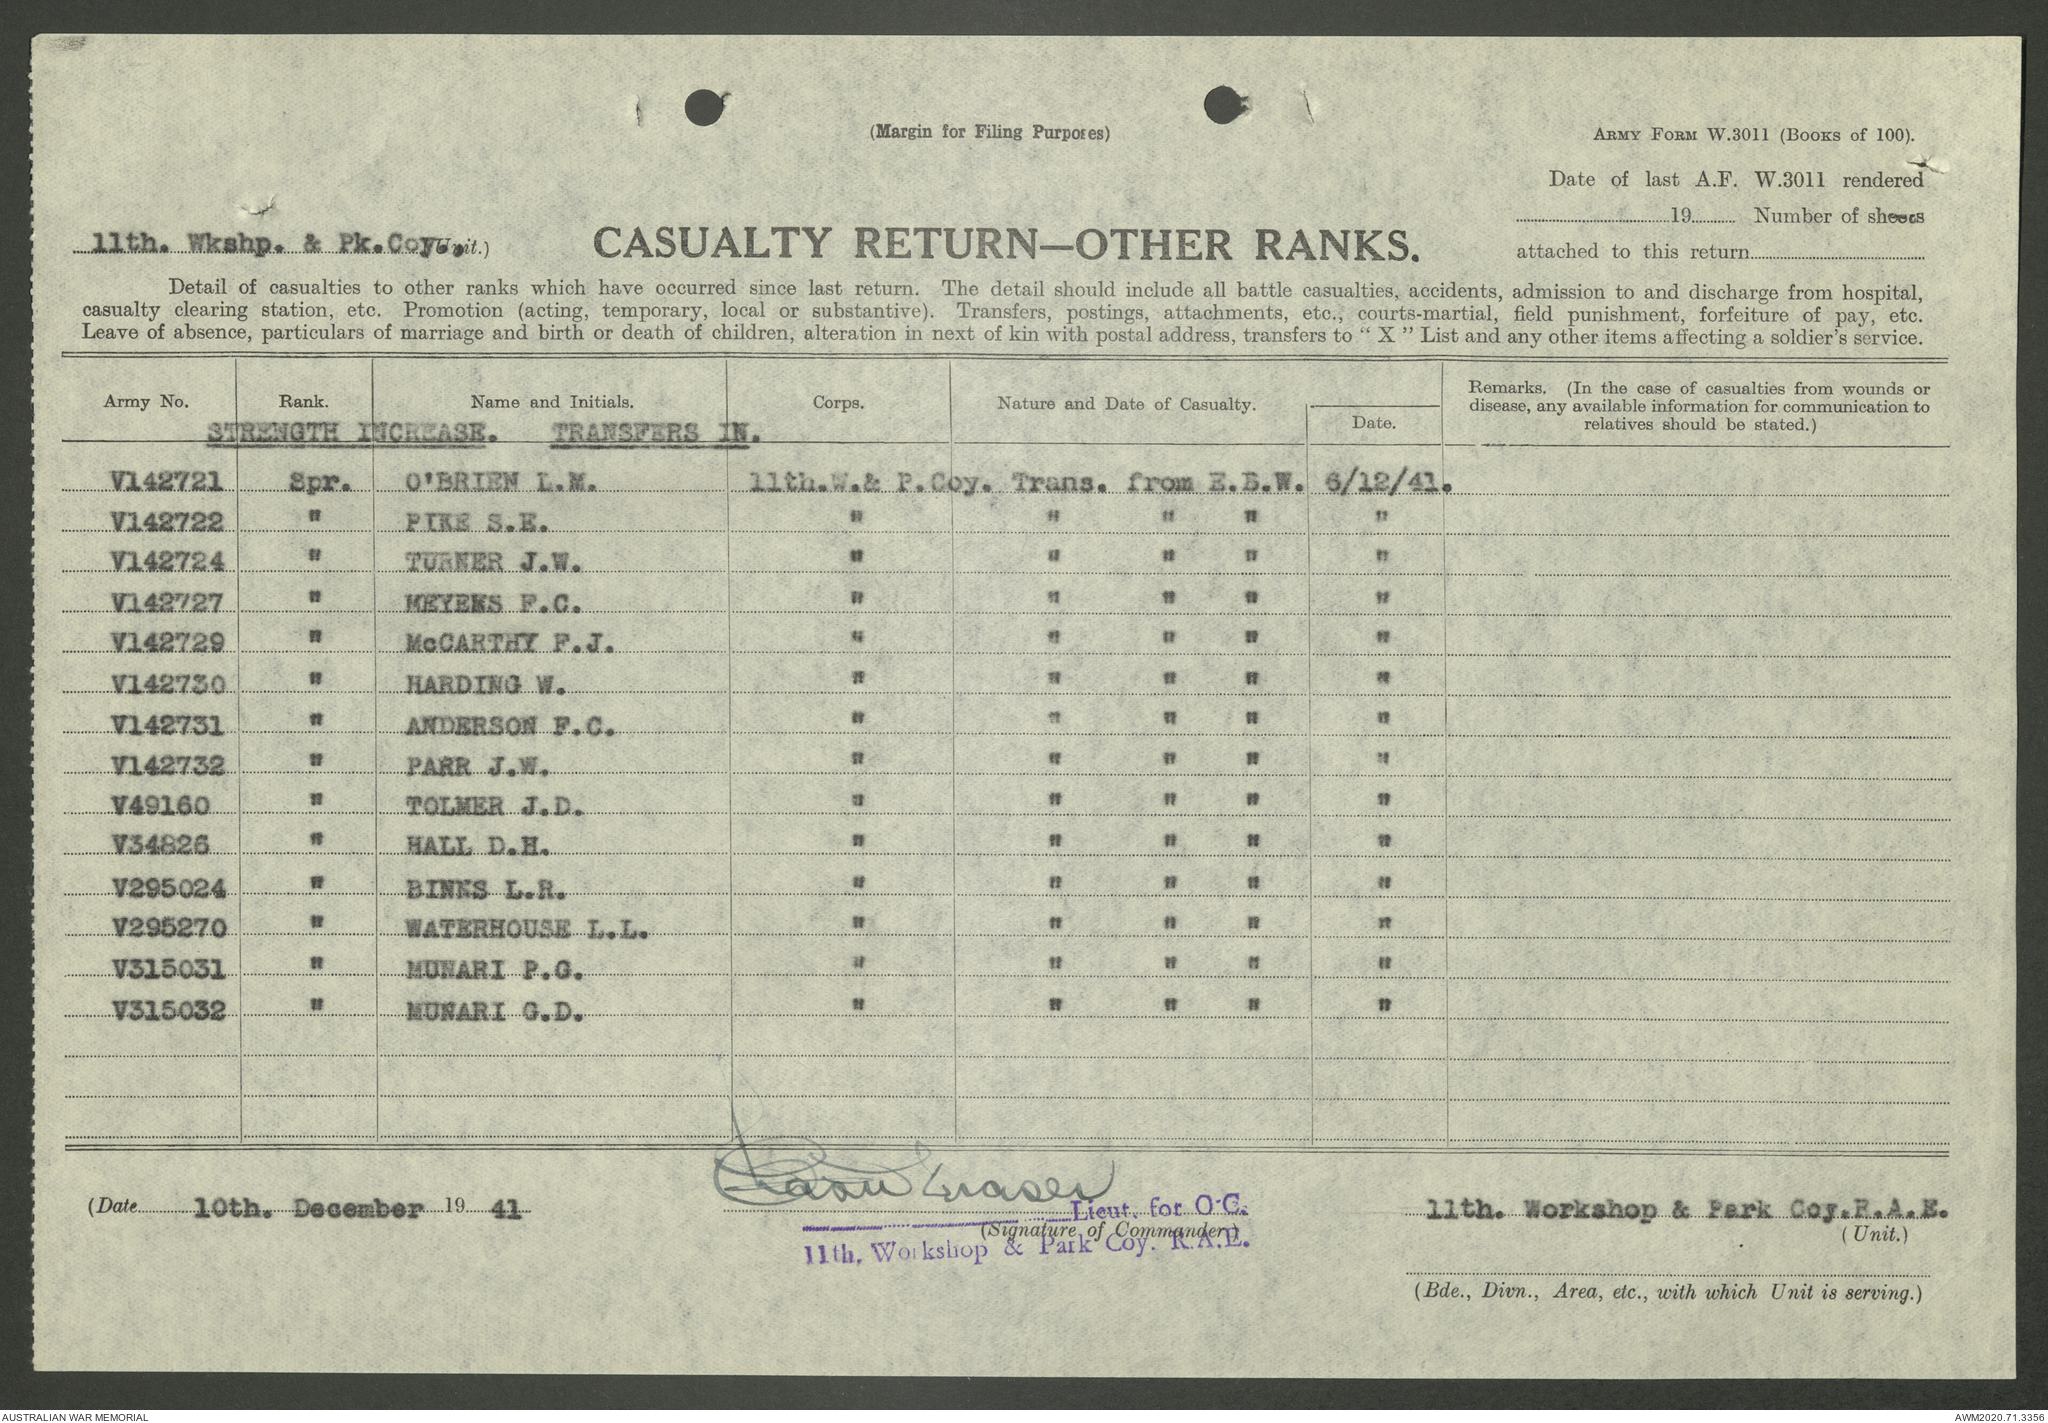 (Margin for Filing Purposes)
ARMY FORM W.3011 (BOOKS of 100).
Date of last A.F. W.3011 rendered
19 Number of sheets
11th. Wkshp. & Pk.Coy. Unit.)
CASUALTY RETURN—OTHER RANKS.
attached to this return
Detail of casualties to other ranks which have occurred since last return. The detail should include all battle casualties, accidents, admission to and discharge from hospital,
casualty clearing station, etc. Promotion (acting, temporary, local or substantive). Transfers, postings, attachments, etc., courts-martial, field punishment, forfeiture of pay, etc.
Leave of absence, particulars of marriage and birth or death of children, alteration in next of kin with postal address, transfers to “ X ” List and any other items affecting a soldier's service.
Army No. Rank. Name and Initials. Corps. Nature and Date of Casualty. Date. Remarks. (In the case of casualties from wounds or
disease, any available information for communication to
relatives should be stated.)
STRENGTH INCREASE. TRANSFERS IN.
V142721 Spr. O'BRIEN L.M. 11th.W.& P.Coy. Trans. from E.B.W. 6/12/41.
V142722 " PIKE S.E. " " " " "
V142724 " TURNER J.W. " " " " "
V142727 " MEYENS F.C. " " " " "
V142729 " McCARTHY F.J. " " " " "
V142730 " HARDING W. " " " " "
V142731 " ANDERSON F.C. " " " " "
V142732 " PARR J.W. " " " " "
V49160 " TOLMER J.D. " " " " "
V34826 " HALL D.H. " " " " "
V295024 " BINKS L.R. " " " " "
V295270 " WATERHOUSE L.L. " " " " "
V315031 " MUNARI P.G. " " " " "
V315032 " MUNARI G.D. " " " " "
(Date 10th. December 19 41
Fraser
Lieut. for O.C.
(Signature of Commander)
11th. Workshop & Park Coy. R.A.E.
11th. Workshop & Park Coy.R.A.E.
(Unit.)
(Bde., Divn., Area, etc., with which Unit is serving.)
AUSTRALIAN WAR MEMORIAL
AWM2020.71.3356